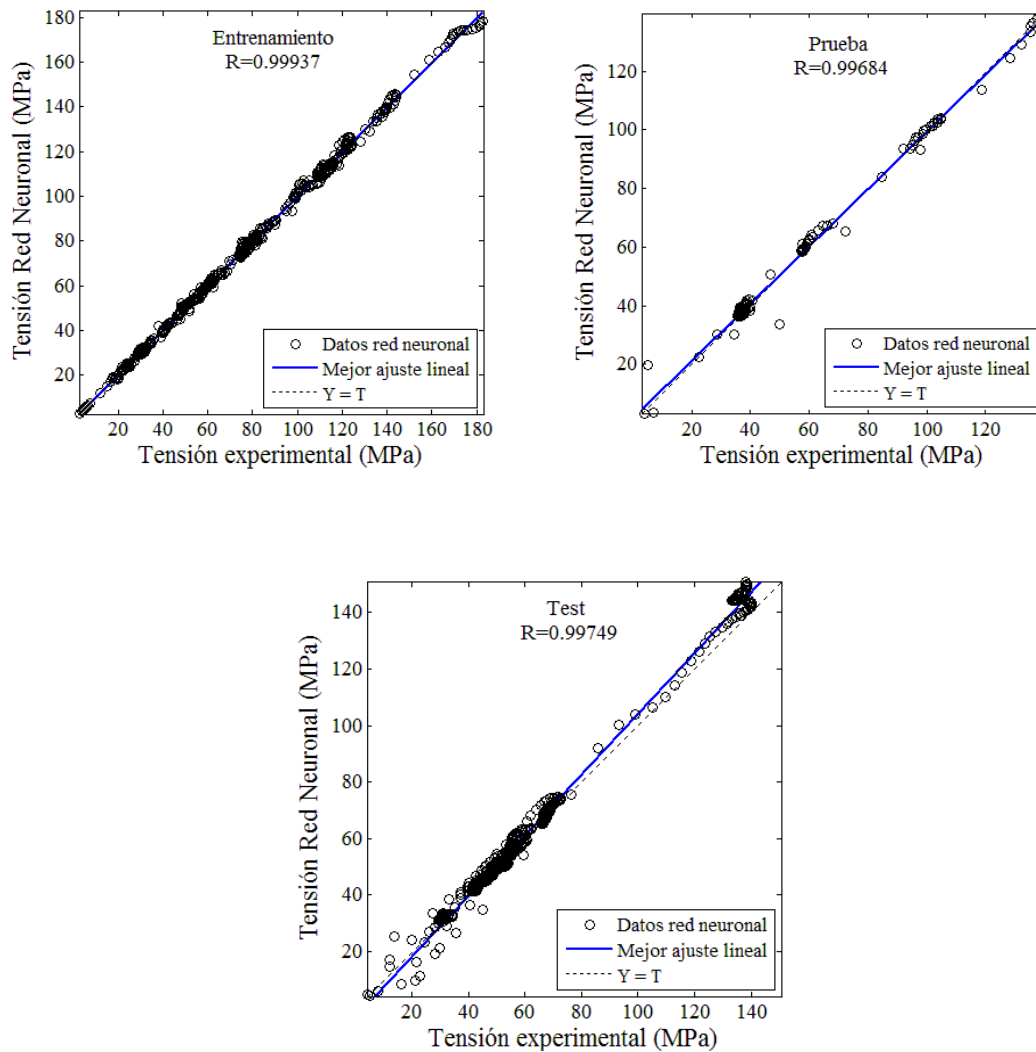 Entrenamiento
R=0.99937
Tensión Red Neuronal (MPa)
180
160
140
120
100
80
60
40
20
Datos red neuronal
Mejor ajuste lineal
Y = T
20 40 60 80 100 120 140 160 180
Tensión experimental (MPa)
Prueba
R=0.99684
Tensión Red Neuronal (MPa)
120
100
80
60
40
20
Datos red neuronal
Mejor ajuste lineal
Y = T
20 40 60 80 100 120
Tensión experimental (MPa)
Test
R=0.99749
Tensión Red Neuronal (MPa)
140
120
100
80
60
40
20
Datos red neuronal
Mejor ajuste lineal
Y = T
20 40 60 80 100 120 140
Tensión experimental (MPa)